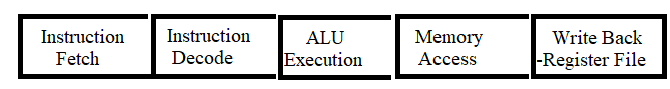 Instruction
Fetch
Instruction
Decode
ALU
Execution
Memory
Access
Write Back
-Register File